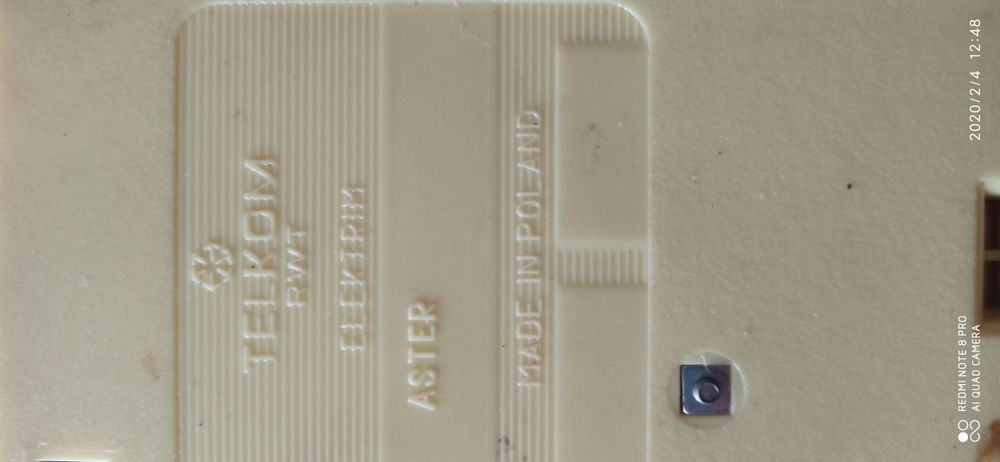 TELKOM
RWT
ELEKTRIM
ASTER
MADE IN POLAND
2020/2/4 12:48
REDMI NOTE 8 PRO
AI QUAD CAMERA